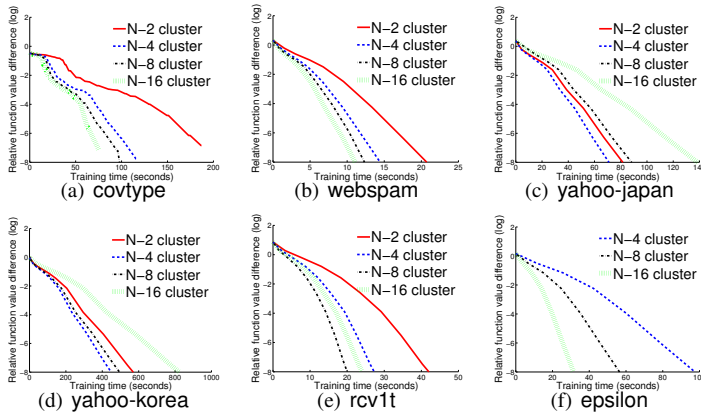 Relative function value difference (log)
2
0
-2
-4
-6
-8
0 50 100 150 200
Training time (seconds)
N-2 cluster
N-4 cluster
N-8 cluster
N-16 cluster
(a) covtype
Relative function value difference (log)
2
0
-2
-4
-6
-8
0 5 10 15 20 25
Training time (seconds)
N-2 cluster
N-4 cluster
N-8 cluster
N-16 cluster
(b) webspam
Relative function value difference (log)
2
0
-2
-4
-6
-8
0 20 40 60 80 100 120 140
Training time (seconds)
N-2 cluster
N-4 cluster
N-8 cluster
N-16 cluster
(c) yahoo-japan
Relative function value difference (log)
2
0
-2
-4
-6
-8
0 200 400 600 800 1000
Training time (seconds)
N-2 cluster
N-4 cluster
N-8 cluster
N-16 cluster
(d) yahoo-korea
Relative function value difference (log)
2
0
-2
-4
-6
-8
0 10 20 30 40 50
Training time (seconds)
N-2 cluster
N-4 cluster
N-8 cluster
N-16 cluster
(e) rcv1t
Relative function value difference (log)
2
0
-2
-4
-6
-8
0 20 40 60 80 100
Training time (seconds)
N-4 cluster
N-8 cluster
N-16 cluster
(f) epsilon